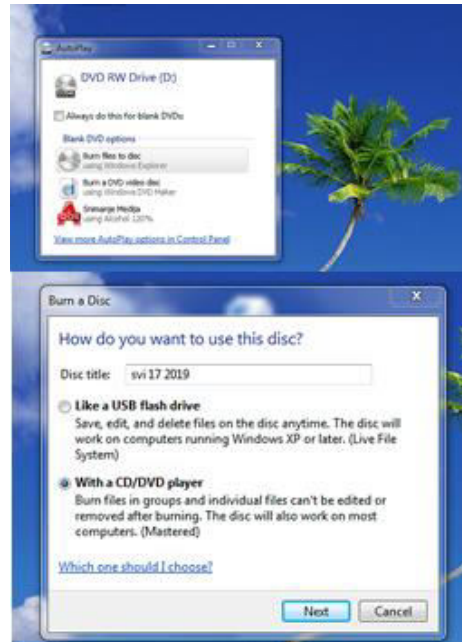 AutoPlay
DVD RW Drive (D:)
Always do this for blank DVDs:
Blank DVD options
Burn files to disc
using Windows Explorer
Burn a DVD video disc
using Windows DVD Maker
Snimanje Medija
using Alcohol 120%
View more AutoPlay options in Control Panel
Burn a Disc
How do you want to use this disc?
Disc title: svi 17 2019
Like a USB flash drive
Save, edit, and delete files on the disc anytime. The disc will
work on computers running Windows XP or later. (Live File
System)
With a CD/DVD player
Burn files in groups and individual files can't be edited or
removed after burning. The disc will also work on most
computers. (Mastered)
Which one should I choose?
Next Cancel